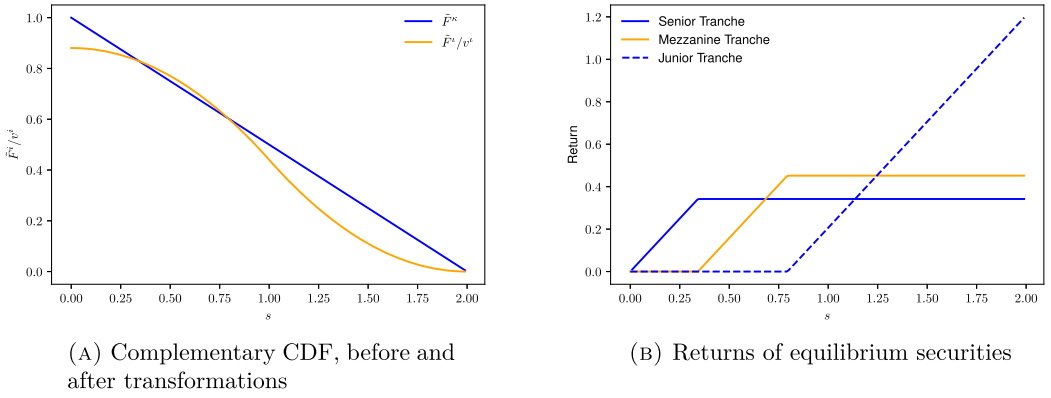 F̃^κ
F̃^ι/v^ι
F̃^i/v^i
1.0
0.8
0.6
0.4
0.2
0.0
0.00 0.25 0.50 0.75 1.00 1.25 1.50 1.75 2.00
s
(A) Complementary CDF, before and
after transformations
Senior Tranche
Mezzanine Tranche
Junior Tranche
Return
1.2
1.0
0.8
0.6
0.4
0.2
0.0
0.00 0.25 0.50 0.75 1.00 1.25 1.50 1.75 2.00
s
(B) Returns of equilibrium securities